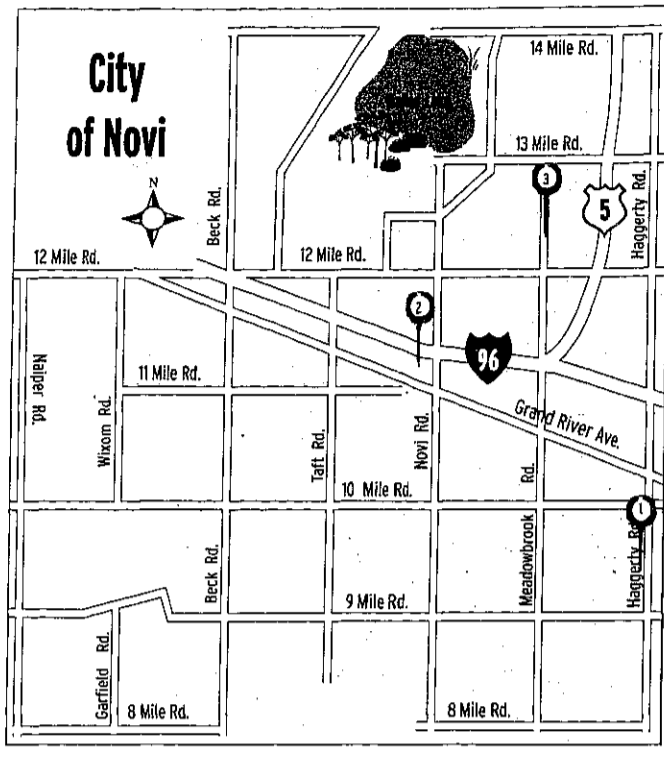 City
of Novi
N
14 Mile Rd.
13 Mile Rd.
3
5
Haggerty Rd.
Beck Rd.
12 Mile Rd.
12 Mile Rd.
2
96
11 Mile Rd.
Naiper Rd.
Wixom Rd.
Taft Rd.
Novi Rd.
Rd.
Grand River Ave.
10 Mile Rd.
1
Meadowbrook
Haggerty Rd.
Beck Rd.
9 Mile Rd.
Garfield Rd.
8 Mile Rd.
8 Mile Rd.